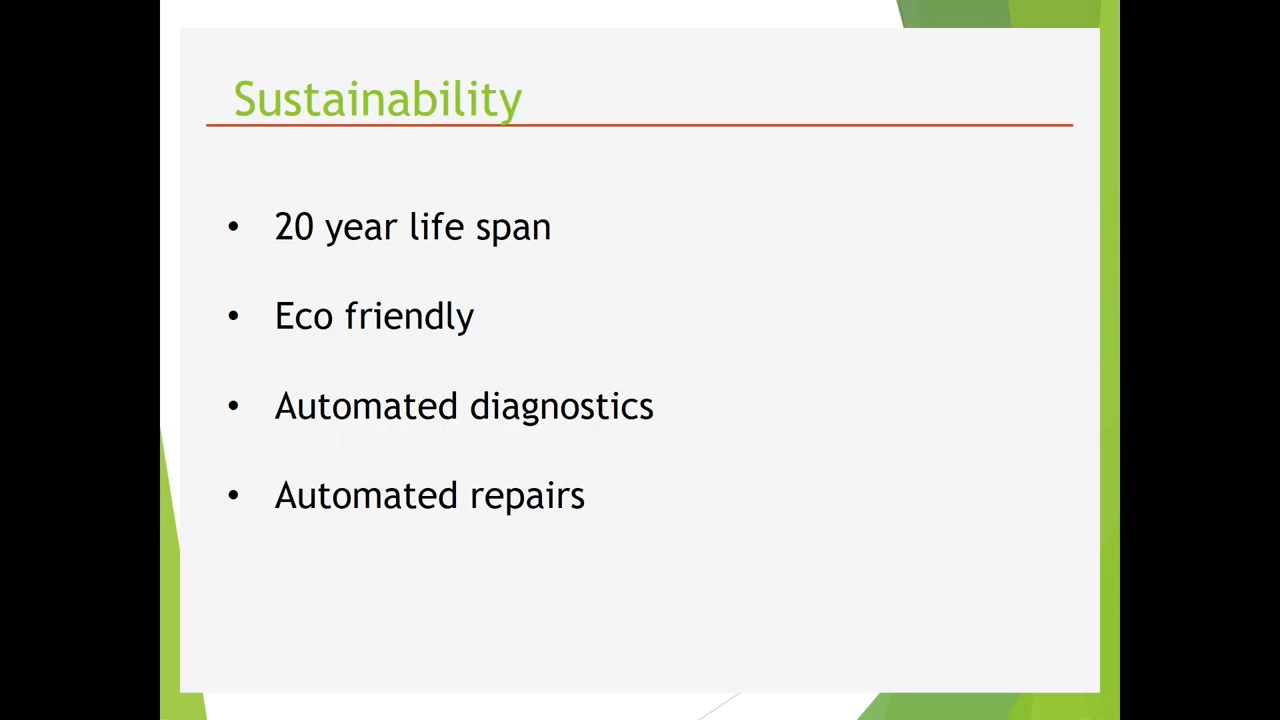 Sustainability
• 20 year life span
• Eco friendly
• Automated diagnostics
• Automated repairs